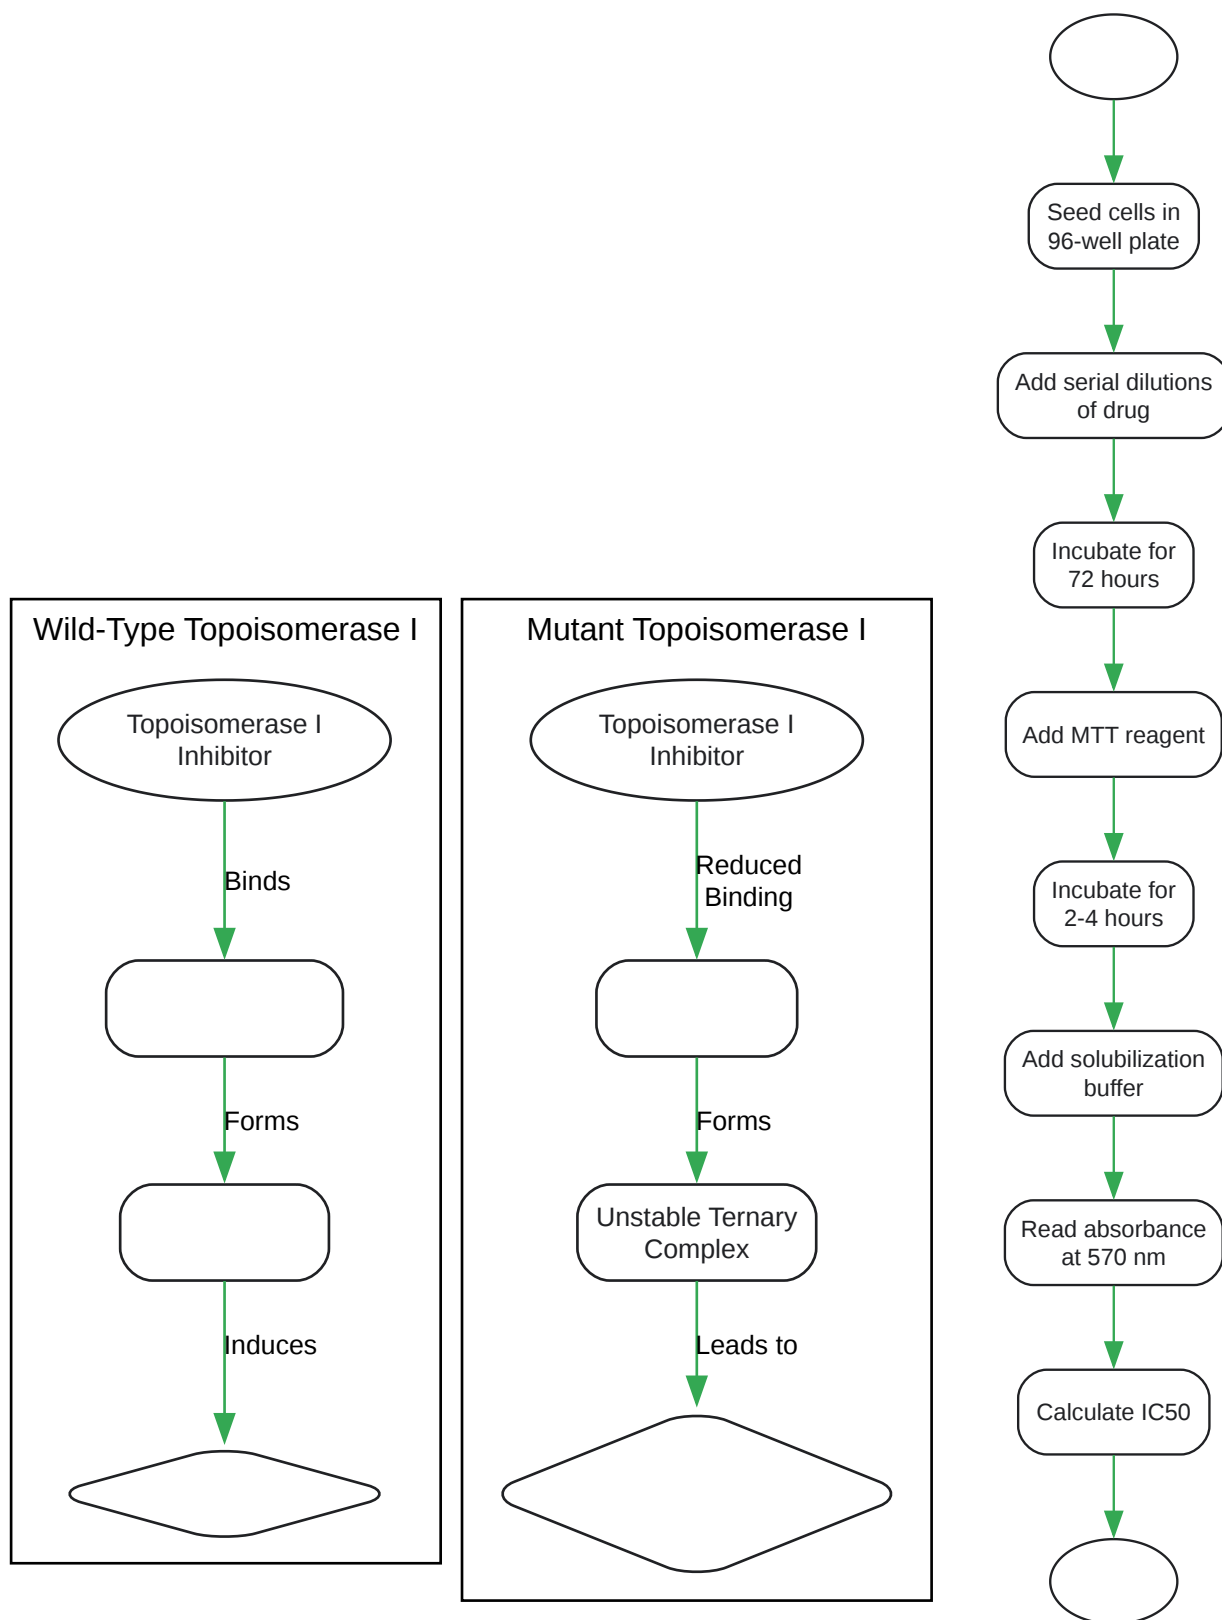 Wild-Type Topoisomerase I
Topoisomerase I
Inhibitor
Binds
Forms
Induces
Mutant Topoisomerase I
Topoisomerase I
Inhibitor
Reduced
Binding
Forms
Unstable Ternary
Complex
Leads to
Seed cells in
96-well plate
Add serial dilutions
of drug
Incubate for
72 hours
Add MTT reagent
Incubate for
2-4 hours
Add solubilization
buffer
Read absorbance
at 570 nm
Calculate IC50